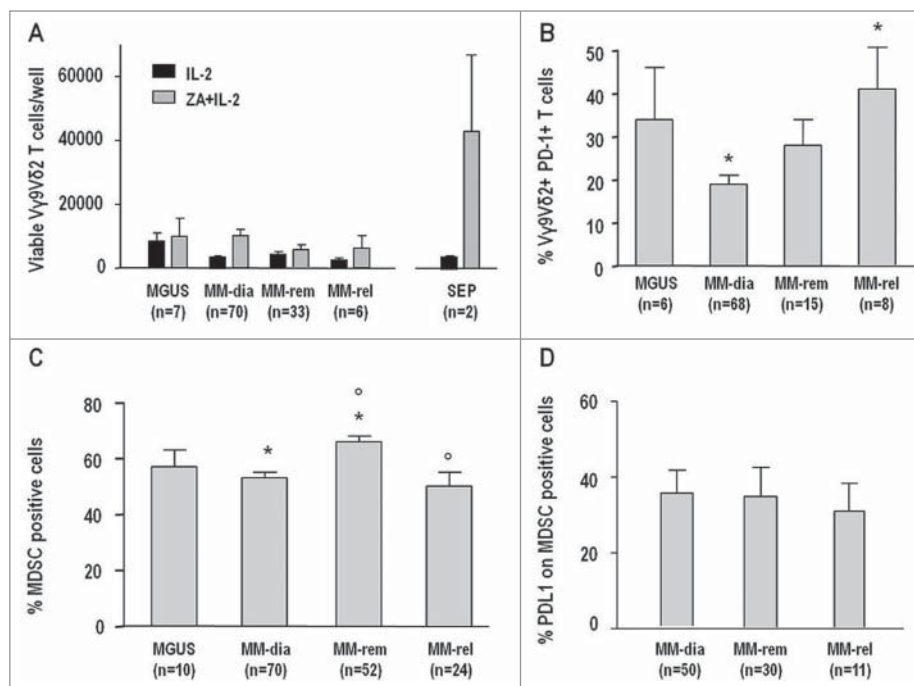 A
Viable Vγ9Vδ2 T cells/well
60000
40000
20000
0
IL-2
ZA+IL-2
MGUS MM-dia MM-rem MM-rel SEP
(n=7) (n=70) (n=33) (n=6) (n=2)
B
% Vγ9Vδ2+ PD-1+ T cells
50
40
30
20
10
0
* *
MGUS MM-dia MM-rem MM-rel
(n=6) (n=68) (n=15) (n=8)
C
% MDSC positive cells
80
60
40
20
0
°
* * °
MGUS MM-dia MM-rem MM-rel
(n=10) (n=70) (n=52) (n=24)
D
% PDL1 on MDSC positive cells
60
40
20
0
MM-dia MM-rem MM-rel
(n=50) (n=30) (n=11)